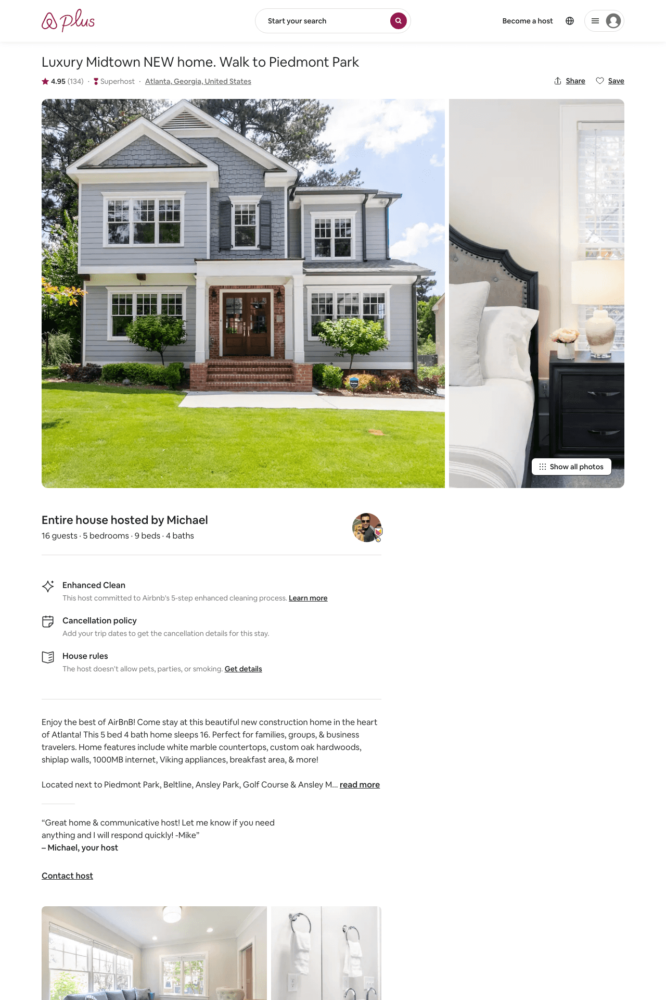 plus
Start your search
Become a host
Luxury Midtown NEW home. Walk to Piedmont Park
4.95 (134) · Superhost · Atlanta, Georgia, United States
Share
Save
Show all photos
Entire house hosted by Michael
16 guests · 5 bedrooms · 9 beds · 4 baths
Enhanced Clean
This host committed to Airbnb's 5-step enhanced cleaning process. Learn more
Cancellation policy
Add your trip dates to get the cancellation details for this stay.
House rules
The host doesn’t allow pets, parties, or smoking. Get details
Enjoy the best of AirBnB! Come stay at this beautiful new construction home in the heart
of Atlanta! This 5 bed 4 bath home sleeps 16. Perfect for families, groups, & business
travelers. Home features include white marble countertops, custom oak hardwoods,
shiplap walls, 1000MB internet, Viking appliances, breakfast area, & more!
Located next to Piedmont Park, Beltline, Ansley Park, Golf Course & Ansley M... read more
“Great home & communicative host! Let me know if you need
anything and I will respond quickly! -Mike”
– Michael, your host
Contact host